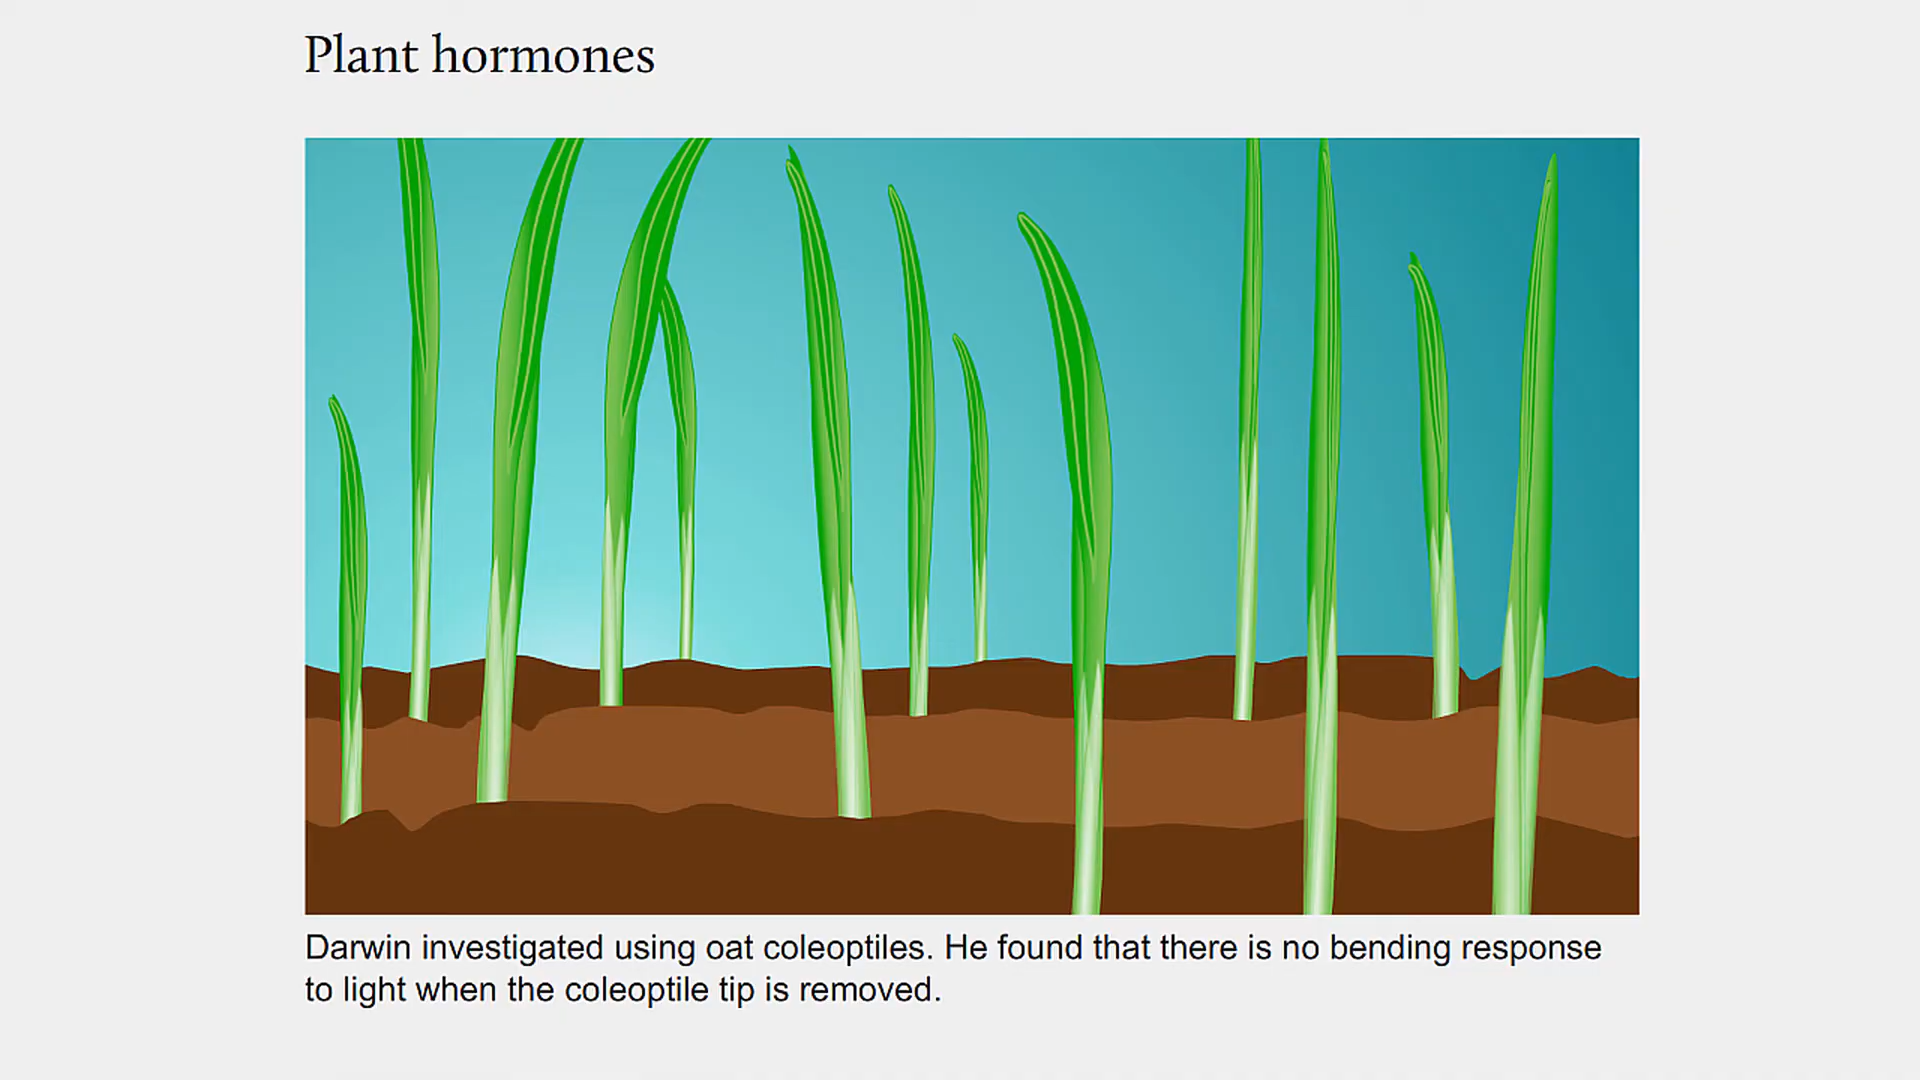 Plant hormones
Darwin investigated using oat coleoptiles. He found that there is no bending response
to light when the coleoptile tip is removed.